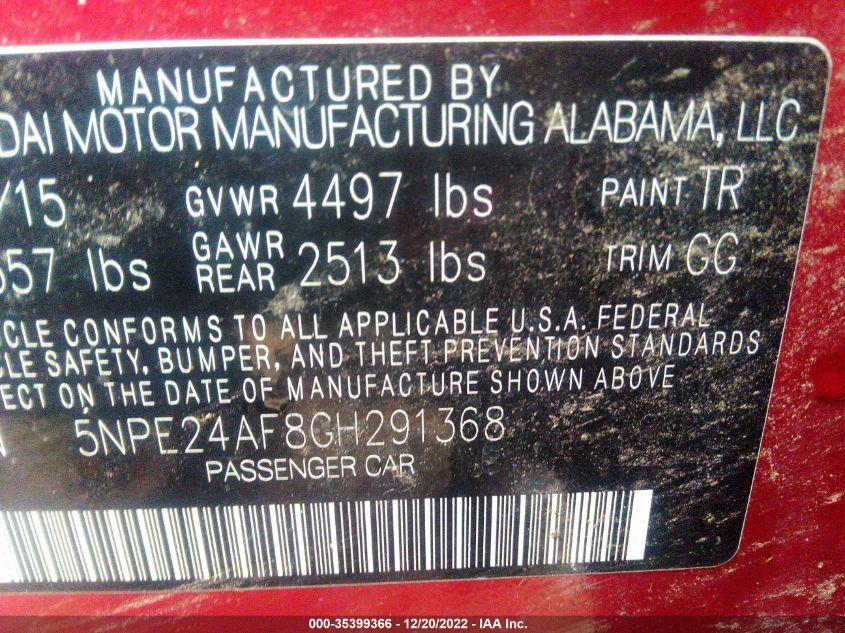 MANUFACTURED BY
DAI MOTOR MANUFACTURING ALABAMA, LLC
/15 GVWR 4497 lbs PAINT TR
557 lbs GAWR REAR 2513 lbs TRIM GG
CLE CONFORMS TO ALL APPLICABLE U.S.A. FEDERAL
CLE SAFETY, BUMPER, AND THEFT PREVENTION STANDARDS
ECT ON THE DATE OF MANUFACTURE SHOWN ABOVE
5NPE24AF8GH291368
PASSENGER CAR
000-35399366 - 12/20/2022 - IAA Inc.